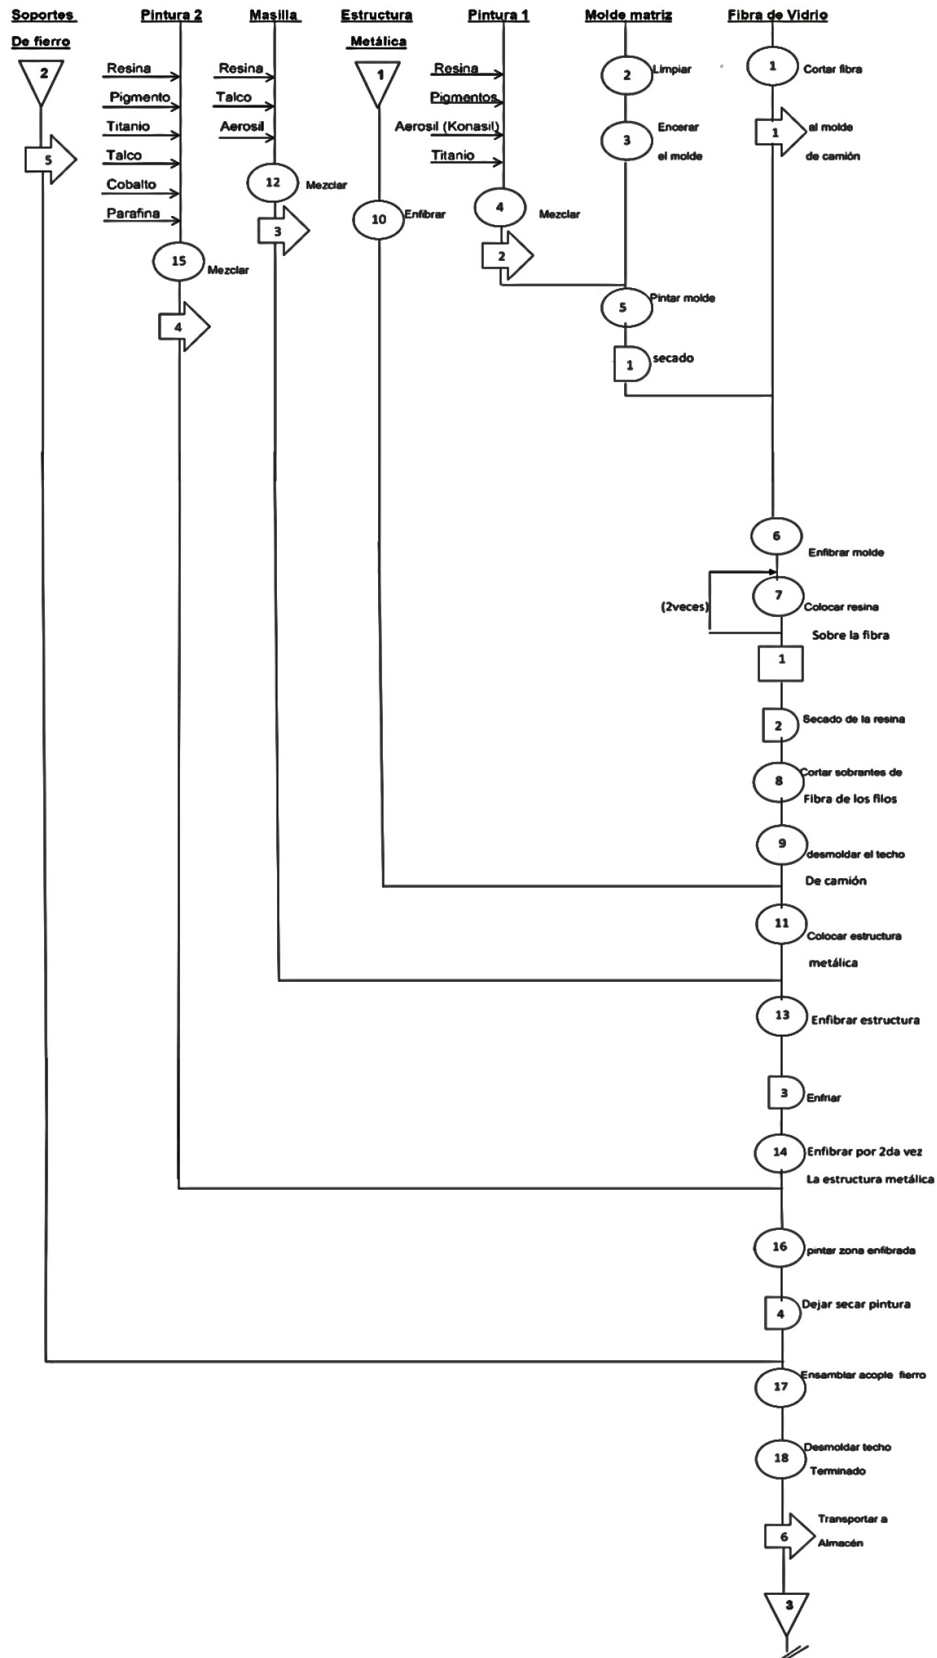 Soportes
De fierro
2
5
Pintura 2
Resina
Pigmento
Titanio
Talco
Cobalto
Parafina
15
Mezclar
4
Masilla
Resina
Talco
Aerosil
12
Mezclar
3
Estructura
Metálica
1
10
Enfibrar
Pintura 1
Resina
Pigmentos
Aerosil (Konasil)
Titanio
4
Mezclar
2
Molde matriz
2
Limpiar
3
Encerar
el molde
5
Pintar molde
1
secado
Fibra de Vidrio
1
Cortar fibra
1
al molde
de camión
6
Enfibrar molde
7
(2veces)
Colocar resina
Sobre la fibra
1
2
Secado de la resina
8
Cortar sobrantes de
Fibra de los filos
9
desmoldar el techo
De camión
11
Colocar estructura
metálica
13
Enfibrar estructura
3
Enfriar
14
Enfibrar por 2da vez
La estructura metálica
16
pintar zona enfibrada
4
Dejar secar pintura
17
Ensamblar acople fierro
18
Desmoldar techo
Terminado
6
Transportar a
Almacén
3